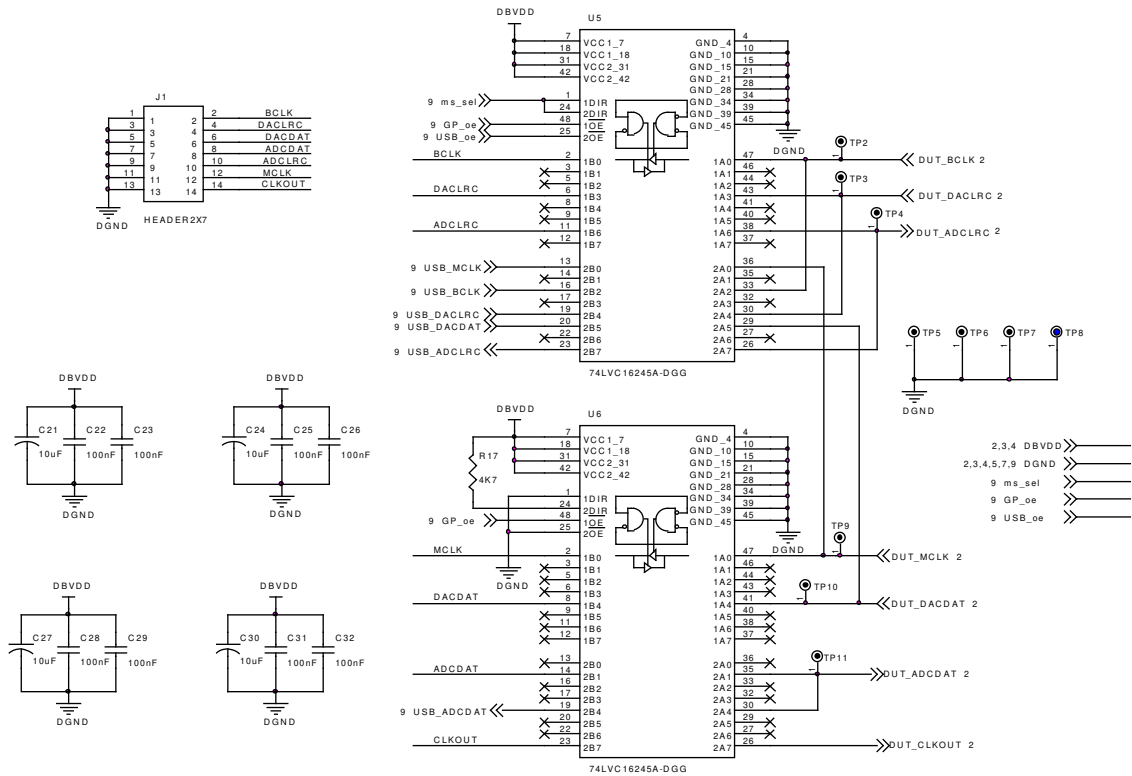 J1
1 1 2 2 BCLK
3 3 4 4 DACLRC
5 5 6 6 DACDAT
7 7 8 8 ADCDAT
9 9 10 10 ADCLRC
11 11 12 12 MCLK
13 13 14 14 CLKOUT
DGND
HEADER2X7
DBVDD
U5
7 VCC1_7 GND_4 4
18 VCC1_18 GND_10 10
31 VCC2_31 GND_15 15
42 VCC2_42 GND_21 21
GND_28 28
GND_34 34
GND_39 39
GND_45 45
9 ms_sel 1 1DIR
24 2DIR
9 GP_oe 48 1OE
9 USB_oe 25 2OE
DGND
BCLK 2 1B0 1A0 47 TP2 1 DUT_BCLK 2
3 1B1 1A1 46
5 1B2 1A2 44
DACLRC 6 1B3 1A3 43 TP3 1 DUT_DACLRC 2
8 1B4 1A4 41
9 1B5 1A5 40
ADCLRC 11 1B6 1A6 38 TP4 1 DUT_ADCLRC 2
12 1B7 1A7 37
9 USB_MCLK 13 2B0 2A0 36
14 2B1 2A1 35
9 USB_BCLK 16 2B2 2A2 33
17 2B3 2A3 32
9 USB_DACLRC 19 2B4 2A4 30
9 USB_DACDAT 20 2B5 2A5 29
22 2B6 2A6 27
9 USB_ADCLRC 23 2B7 2A7 26
74LVC16245A-DGG
TP5 TP6 TP7 TP8
1 1 1 1
DGND
DBVDD
C21 C22 C23
10uF 100nF 100nF
DGND
DBVDD
C24 C25 C26
10uF 100nF 100nF
DGND
DBVDD
U6
R17
4K7
7 VCC1_7 GND_4 4
18 VCC1_18 GND_10 10
31 VCC2_31 GND_15 15
42 VCC2_42 GND_21 21
GND_28 28
GND_34 34
GND_39 39
GND_45 45
1 1DIR
24 2DIR
9 GP_oe 48 1OE
25 2OE
DGND
DGND
MCLK 2 1B0 1A0 47 TP9 1 DUT_MCLK 2
3 1B1 1A1 46
5 1B2 1A2 44
6 1B3 1A3 43
DACDAT 8 1B4 1A4 41 TP10 1 DUT_DACDAT 2
9 1B5 1A5 40
11 1B6 1A6 38
12 1B7 1A7 37
13 2B0 2A0 36
ADCDAT 14 2B1 2A1 35 TP11 1 DUT_ADCDAT 2
16 2B2 2A2 33
17 2B3 2A3 32
9 USB_ADCDAT 19 2B4 2A4 30
20 2B5 2A5 29
22 2B6 2A6 27
CLKOUT 23 2B7 2A7 26 DUT_CLKOUT 2
74LVC16245A-DGG
2,3,4 DBVDD
2,3,4,5,7,9 DGND
9 ms_sel
9 GP_oe
9 USB_oe
DBVDD
C27 C28 C29
10uF 100nF 100nF
DGND
DBVDD
C30 C31 C32
10uF 100nF 100nF
DGND